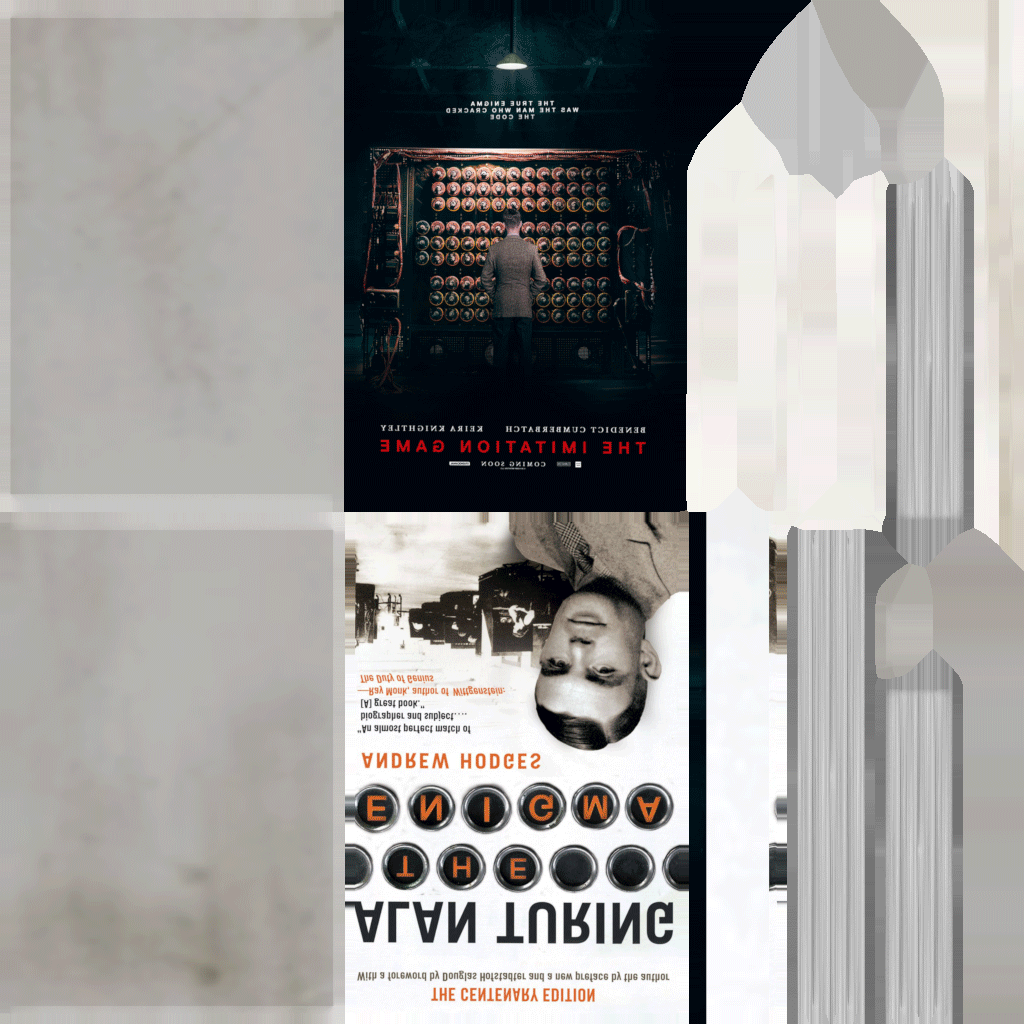 THE TRUE ENIGMA
WAS THE MAN WHO CRACKED
THE CODE
BENEDICT CUMBERBATCH KEIRA KNIGHTLEY
THE IMITATION GAME
COMING SOON
THE CENTENARY EDITION
With a foreword by Douglas Hofstadter and a new preface by the author
ALAN TURING
THE
ENIGMA
ANDREW HODGES
"An almost perfect match of
biographer and subject....
[A] great book."
—Ray Monk, author of Wittgenstein:
The Duty of Genius